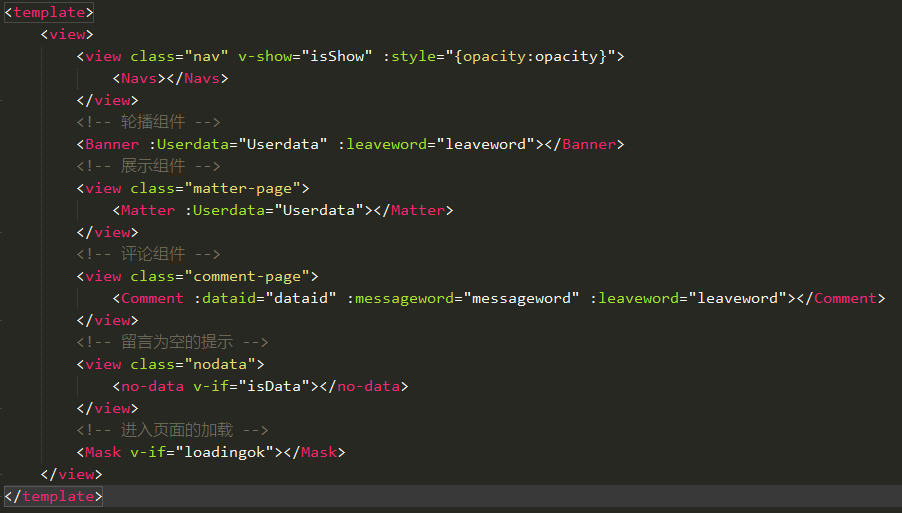 <template>
    <view>
        <view class="nav" v-show="isShow" :style="{opacity:opacity}">
            <Navs></Navs>
        </view>
        <!-- 轮播组件 -->
        <Banner :Userdata="Userdata" :leaveword="leaveword"></Banner>
        <!-- 展示组件 -->
        <view class="matter-page">
            <Matter :Userdata="Userdata"></Matter>
        </view>
        <!-- 评论组件 -->
        <view class="comment-page">
            <Comment :dataid="dataid" :messageword="messageword" :leaveword="leaveword"></Comment>
        </view>
        <!-- 留言为空的提示 -->
        <view class="nodata">
            <no-data v-if="isData"></no-data>
        </view>
        <!-- 进入页面的加载 -->
        <Mask v-if="loadingok"></Mask>
    </view>
</template>